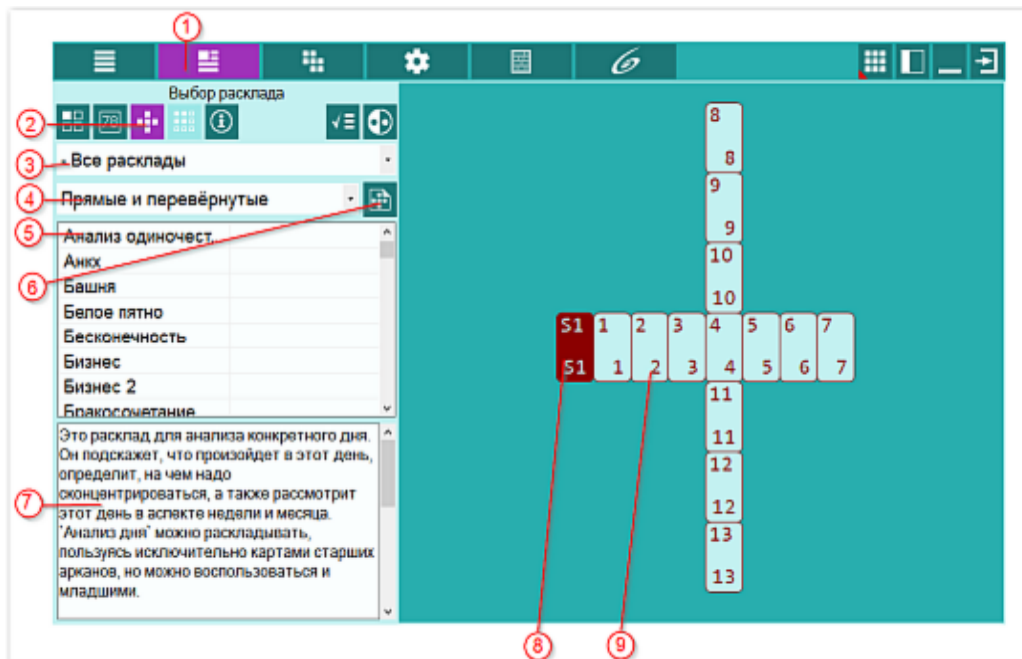 1
Выбор расклада
2
78
3
Все расклады
4
Прямые и перевёрнутые
5
Анализ одиночест...
Анкх
6
Башня
Белое пятно
Бесконечность
Бизнес
Бизнес 2
Бракосочетание
Это расклад для анализа конкретного дня.
Он подскажет, что произойдет в этот день,
определит, на чем надо
сконцентрироваться, а также рассмотрит
7
этот день в аспекте недели и месяца.
"Анализ дня" можно раскладывать,
пользуясь исключительно картами старших
арканов, но можно воспользоваться и
младшими.
8
8
9
9
10
10
S1 1 2 3 4 5 6 7
S1 1 2 3 4 5 6 7
11
11
12
12
13
13
8 9